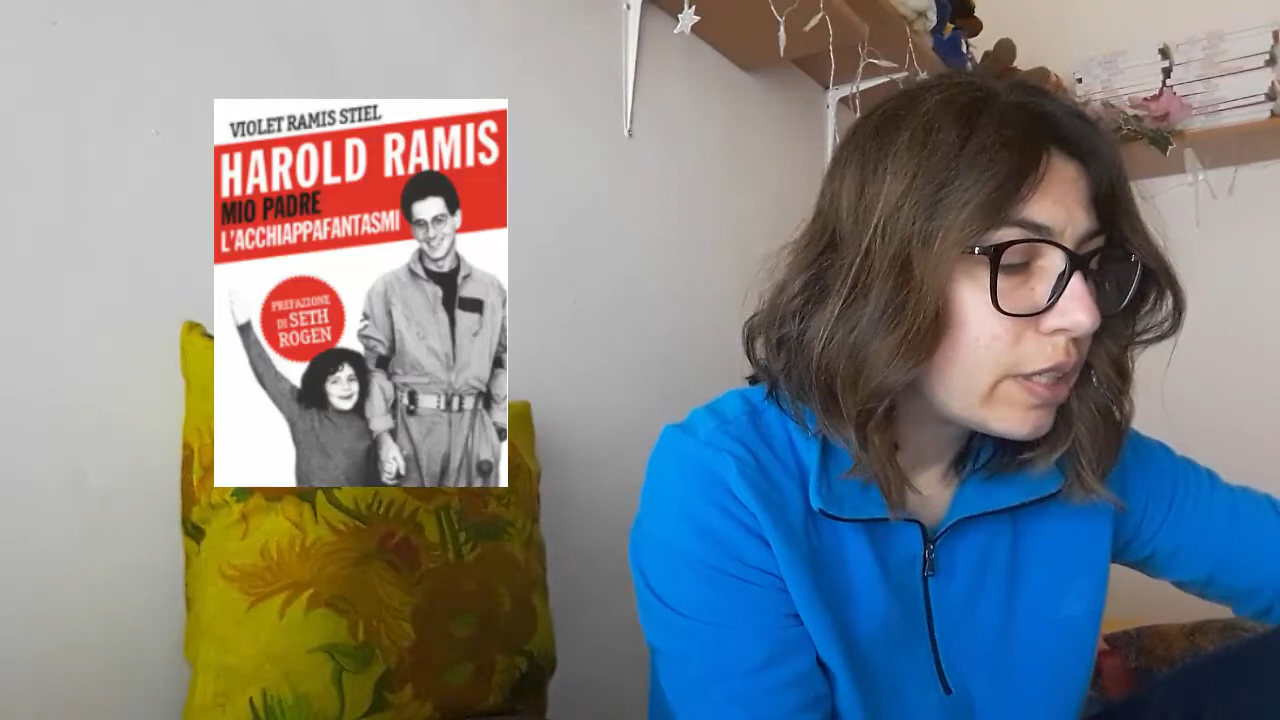 VIOLET RAMIS STIEL
HAROLD RAMIS
MIO PADRE
L'ACCHIAPPAFANTASMI
PREFAZIONE
DI SETH
ROGEN